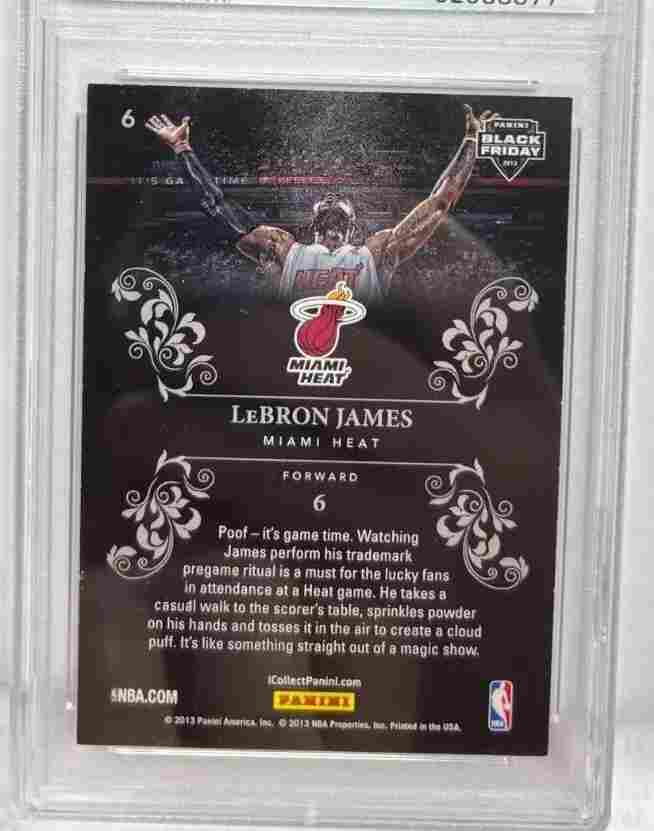 6
PANINI
BLACK
FRIDAY
2013
HEAT
MIAMI
HEAT
LEBRON JAMES
MIAMI HEAT
FORWARD
6
Poof – it's game time. Watching
James perform his trademark
pregame ritual is a must for the lucky fans
in attendance at a Heat game. He takes a
casual walk to the scorer's table, sprinkles powder
on his hands and tosses it in the air to create a cloud
puff. It's like something straight out of a magic show.
ICollectPanini.com
NBA.COM
PANINI
NBA
© 2013 Panini America, Inc. © 2013 NBA Properties, Inc. Printed in the USA.